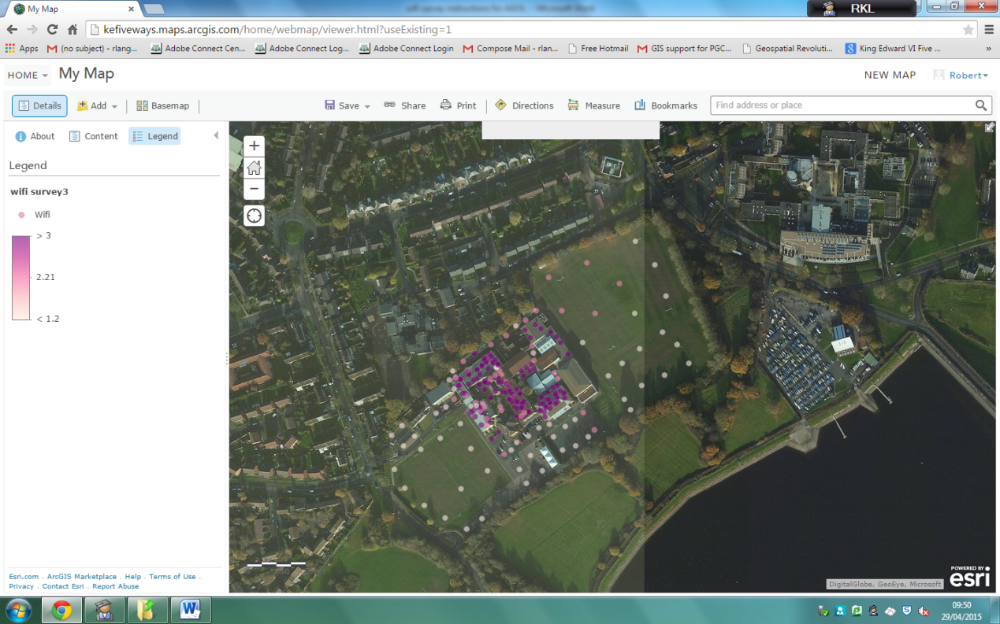 My Map
RKL
kefiveways.maps.arcgis.com/home/webmap/viewer.html?useExisting=1
Apps (no subject) - rlang... Adobe Connect Cen... Adobe Connect Log... Adobe Connect Login Compose Mail - rlan... Free Hotmail GIS support for PGC... Geospatial Revoluti... King Edward VI Five ... »
HOME My Map NEW MAP Robert
Details Add Basemap Save Share Print Directions Measure Bookmarks Find address or place
About Content Legend
Legend
wifi survey3
Wifi
> 3
2.21
< 1.2
Esri.com . ArcGIS Marketplace . Help . Terms of Use .
Privacy . Contact Esri . Report Abuse
POWERED BY
esri
DigitalGlobe, GeoEye, Microsoft
09:50
29/04/2015